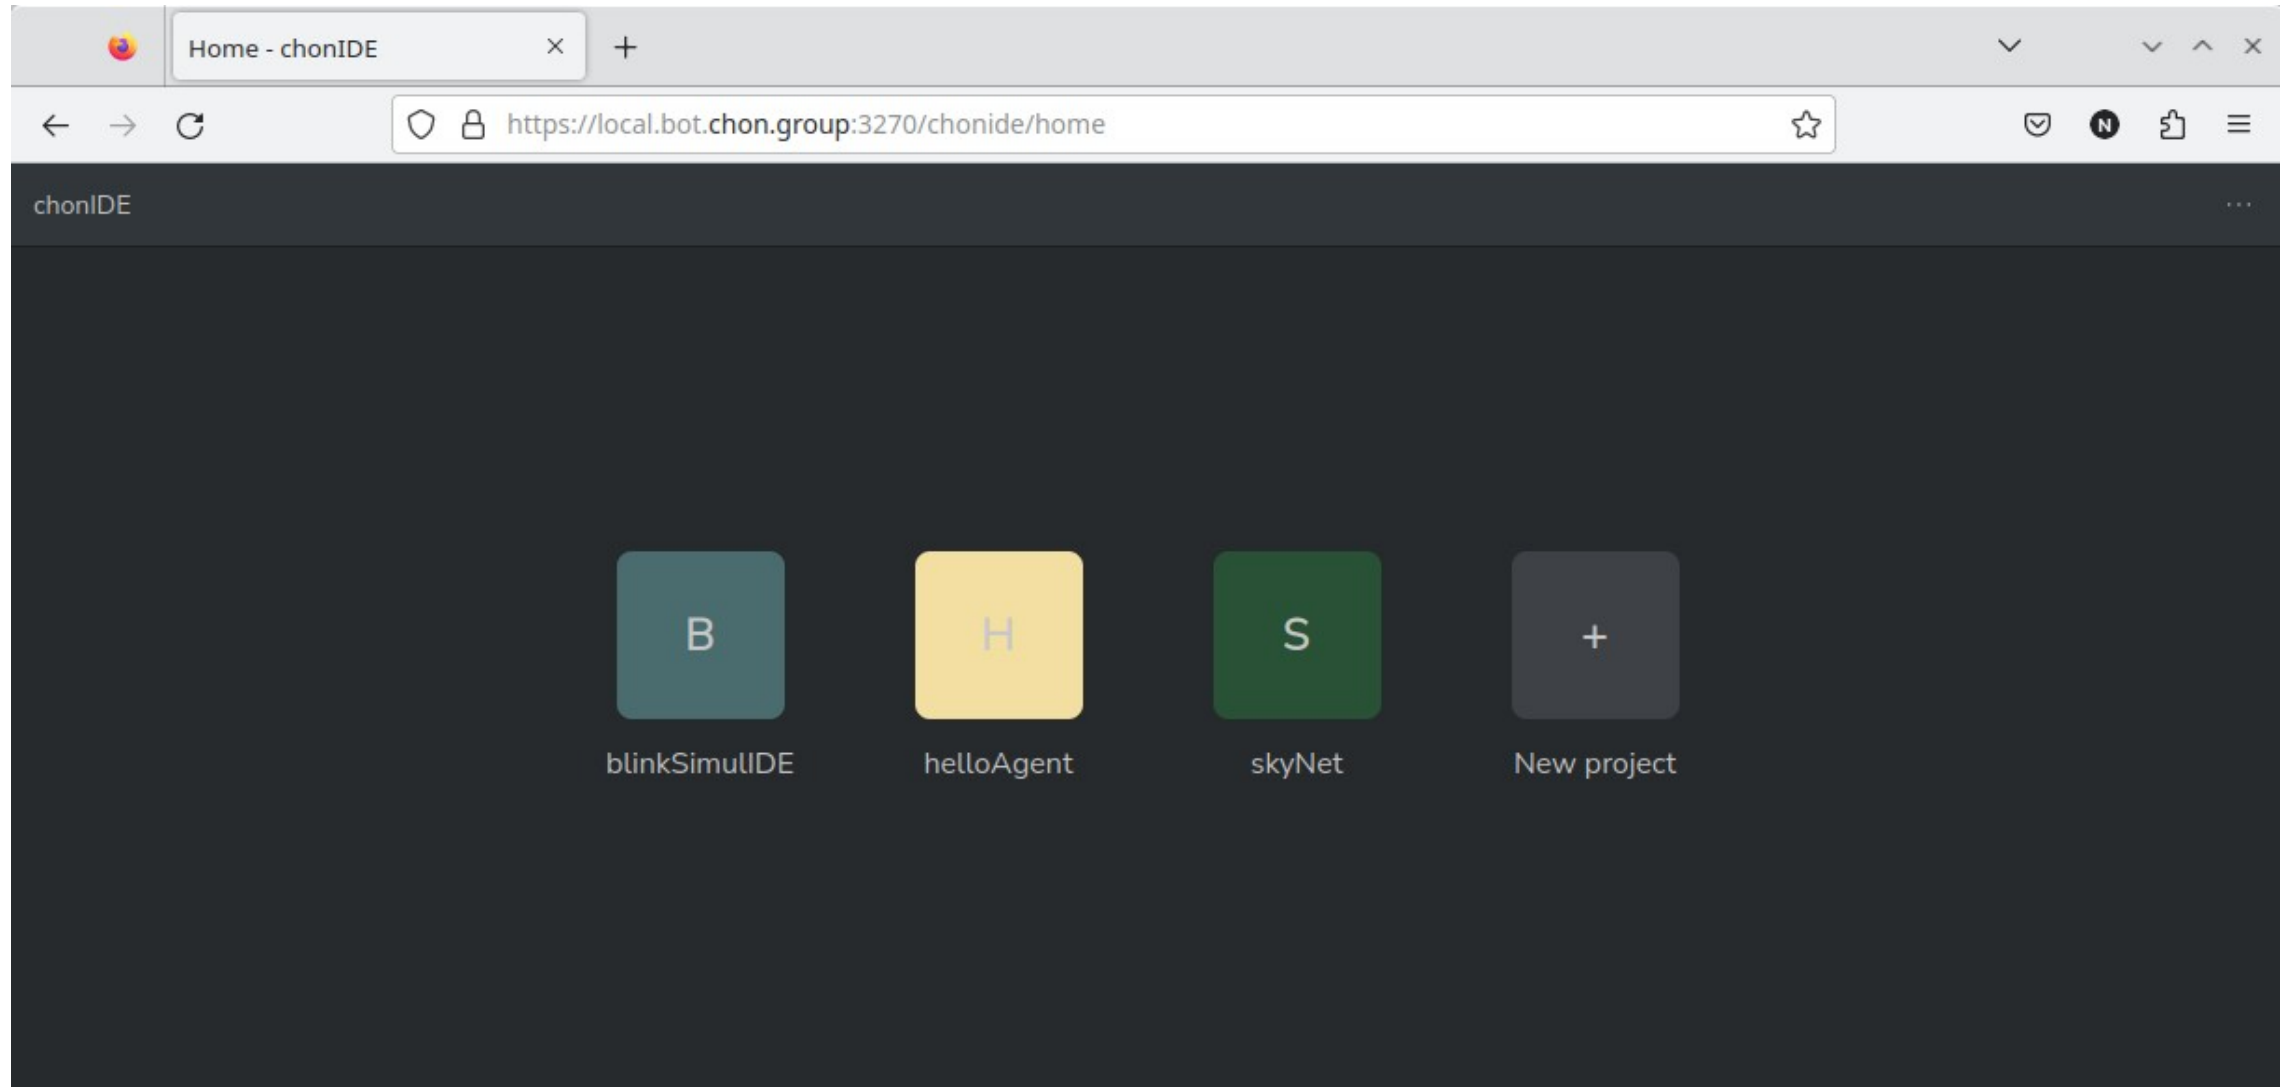 Home - chonIDE
https://local.bot.chon.group:3270/chonide/home
N
chonIDE
...
B H S +
blinkSimulIDE helloAgent skyNet New project